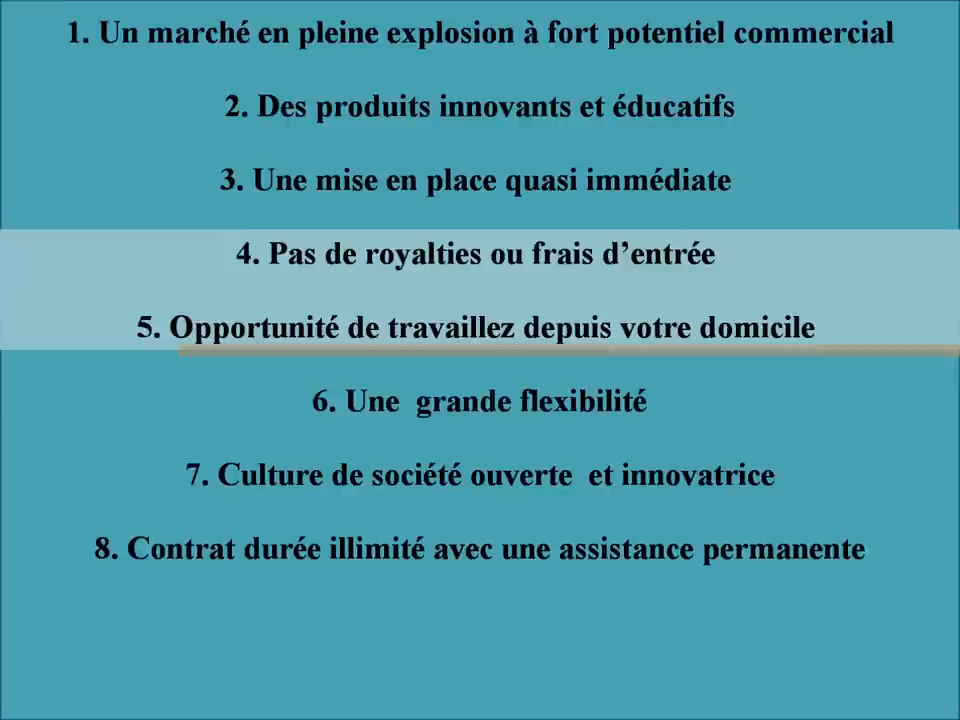 1. Un marché en pleine explosion à fort potentiel commercial
2. Des produits innovants et éducatifs
3. Une mise en place quasi immédiate
4. Pas de royalties ou frais d’entrée
5. Opportunité de travaillez depuis votre domicile
6. Une  grande flexibilité
7. Culture de société ouverte  et innovatrice
8. Contrat durée illimité avec une assistance permanente